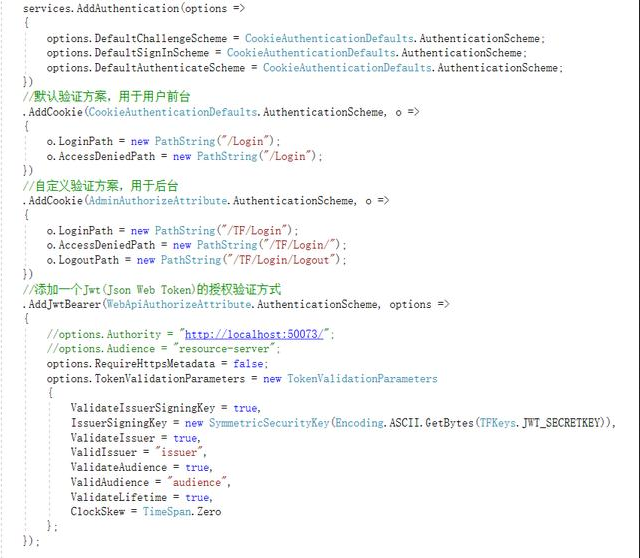 services.AddAuthentication(options =>
{
options.DefaultChallengeScheme = CookieAuthenticationDefaults.AuthenticationScheme;
options.DefaultSignInScheme = CookieAuthenticationDefaults.AuthenticationScheme;
options.DefaultAuthenticateScheme = CookieAuthenticationDefaults.AuthenticationScheme;
})
//默认验证方案，用于用户前台
.AddCookie(CookieAuthenticationDefaults.AuthenticationScheme, o =>
{
o.LoginPath = new PathString("/Login");
o.AccessDeniedPath = new PathString("/Login");
})
//自定义验证方案，用于后台
.AddCookie(AdminAuthorizeAttribute.AuthenticationScheme, o =>
{
o.LoginPath = new PathString("/TF/Login");
o.AccessDeniedPath = new PathString("/TF/Login/");
o.LogoutPath = new PathString("/TF/Login/Logout");
})
//添加一个Jwt(Json Web Token)的授权验证方式
.AddJwtBearer(WebApiAuthorizeAttribute.AuthenticationScheme, options =>
{
//options.Authority = "http://localhost:50073/";
//options.Audience = "resource-server";
options.RequireHttpsMetadata = false;
options.TokenValidationParameters = new TokenValidationParameters
{
ValidateIssuerSigningKey = true,
IssuerSigningKey = new SymmetricSecurityKey(Encoding.ASCII.GetBytes(TFKeys.JWT_SECRETKEY)),
ValidateIssuer = true,
ValidIssuer = "issuer",
ValidateAudience = true,
ValidAudience = "audience",
ValidateLifetime = true,
ClockSkew = TimeSpan.Zero
};
});